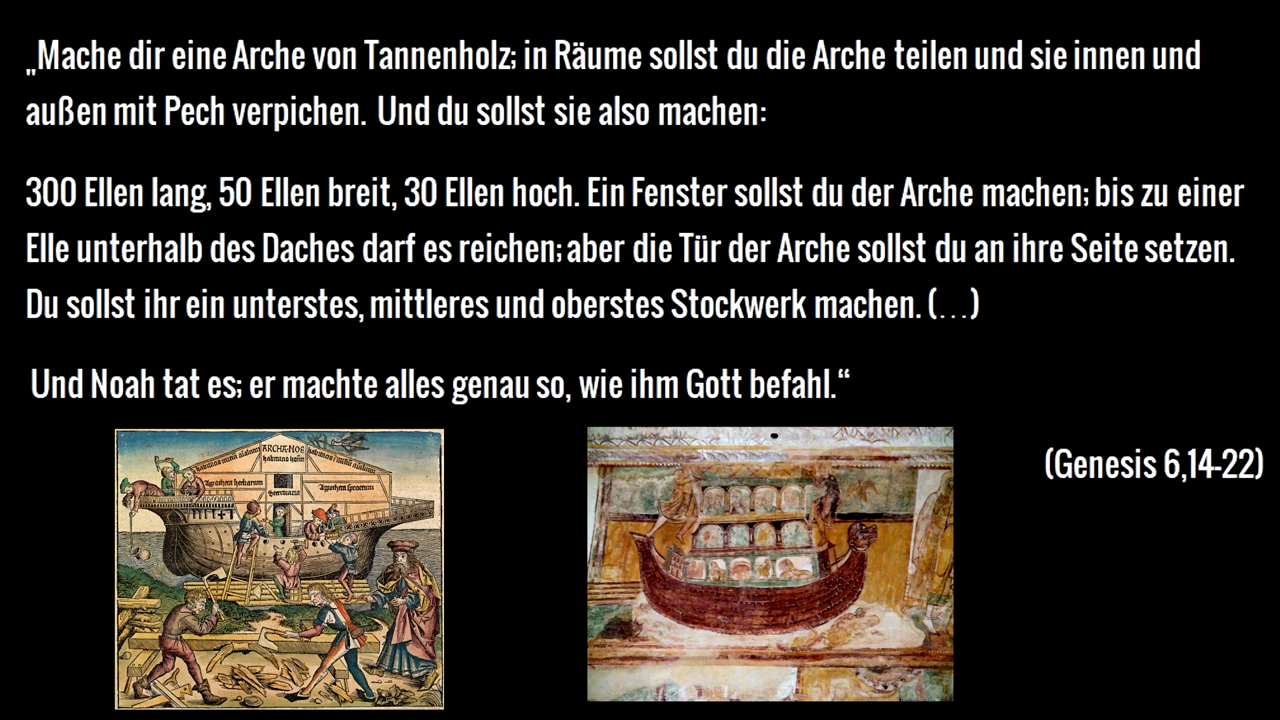 „Mache dir eine Arche von Tannenholz; in Räume sollst du die Arche teilen und sie innen und
außen mit Pech verpichen. Und du sollst sie also machen:
300 Ellen lang, 50 Ellen breit, 30 Ellen hoch. Ein Fenster sollst du der Arche machen; bis zu einer
Elle unterhalb des Daches darf es reichen; aber die Tür der Arche sollst du an ihre Seite setzen.
Du sollst ihr ein unterstes, mittleres und oberstes Stockwerk machen. (…)
Und Noah tat es; er machte alles genau so, wie ihm Gott befahl.“
(Genesis 6,14-22)
ARCHA·NOE